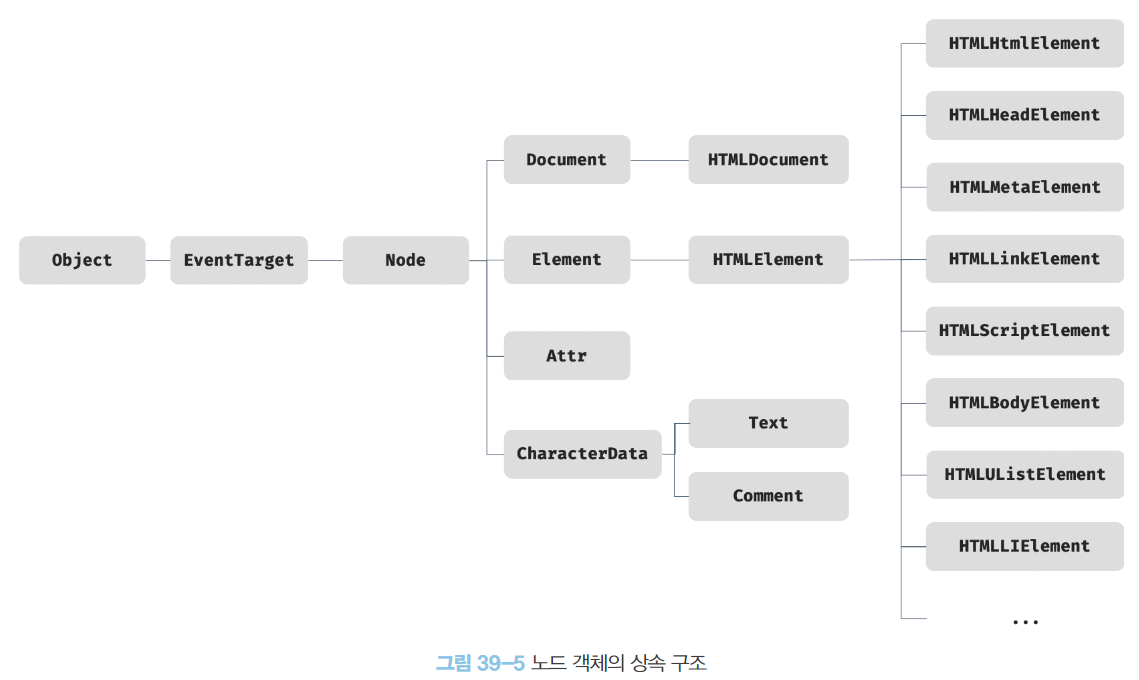 Object
EventTarget
Node
Document
HTMLDocument
Element
HTMLElement
Attr
CharacterData
Text
Comment
HTMLHtmlElement
HTMLHeadElement
HTMLMetaElement
HTMLLinkElement
HTMLScriptElement
HTMLBodyElement
HTMLUListElement
HTMLLIElement
...
그림 39–5 노드 객체의 상속 구조